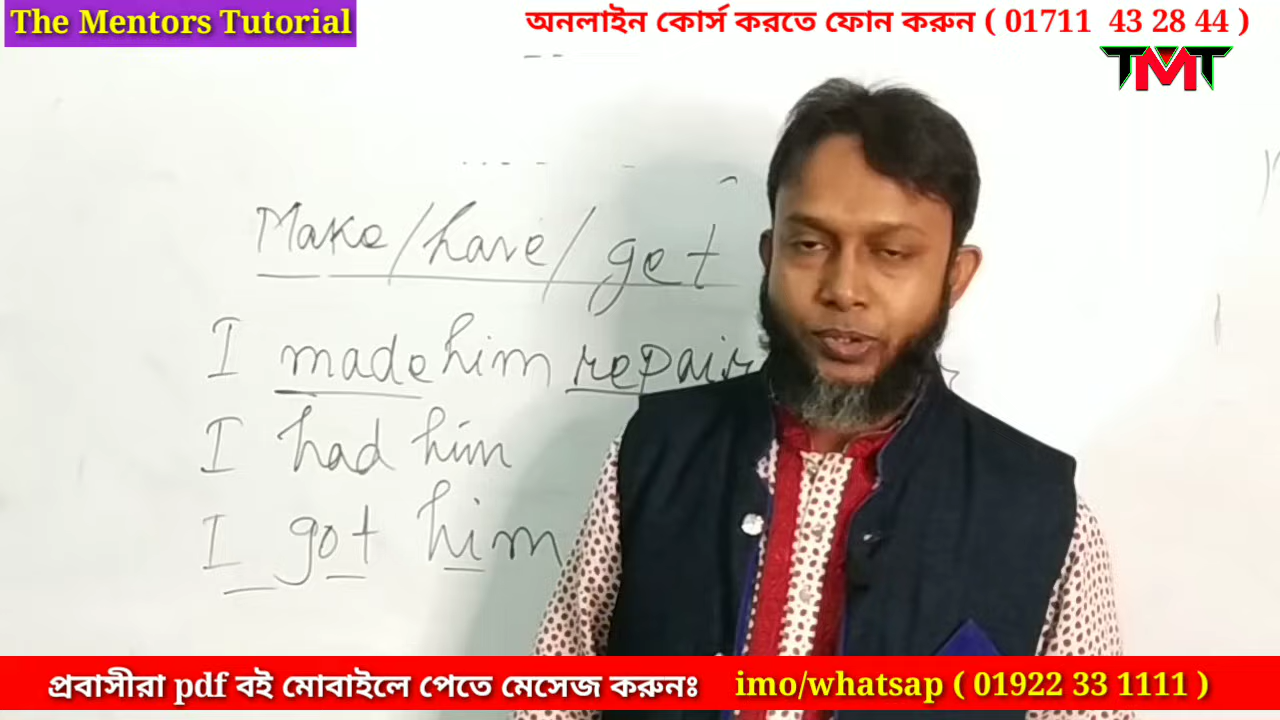 The Mentors Tutorial
অনলাইন কোর্স করতে ফোন করুন ( 01711 43 28 44 )
TMT
Make/have/get
I made him repair
I had him
I got him
প্রবাসীরা pdf বই মোবাইলে পেতে মেসেজ করুনঃ imo/whatsap ( 01922 33 1111 )